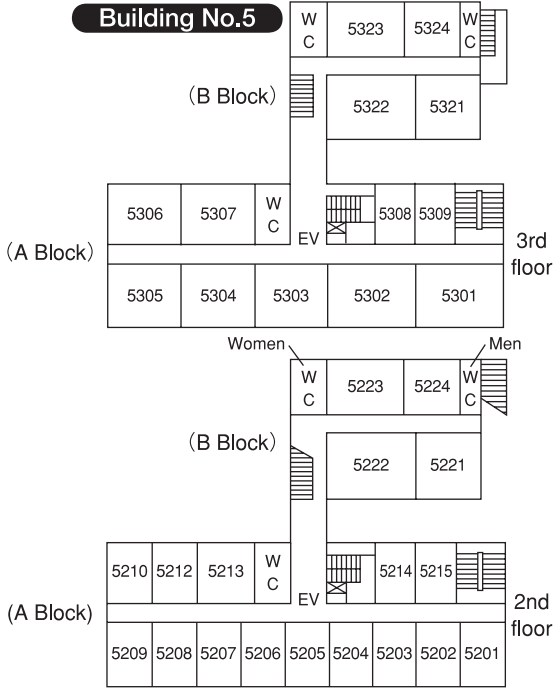 Building No.5
W C
5323
5324
W C
(B Block)
5322
5321
5306
5307
W C
5308
5309
EV
(A Block)
3rd floor
5305
5304
5303
5302
5301
Women
Men
W C
5223
5224
W C
(B Block)
5222
5221
5210
5212
5213
W C
5214
5215
EV
(A Block)
2nd floor
5209
5208
5207
5206
5205
5204
5203
5202
5201